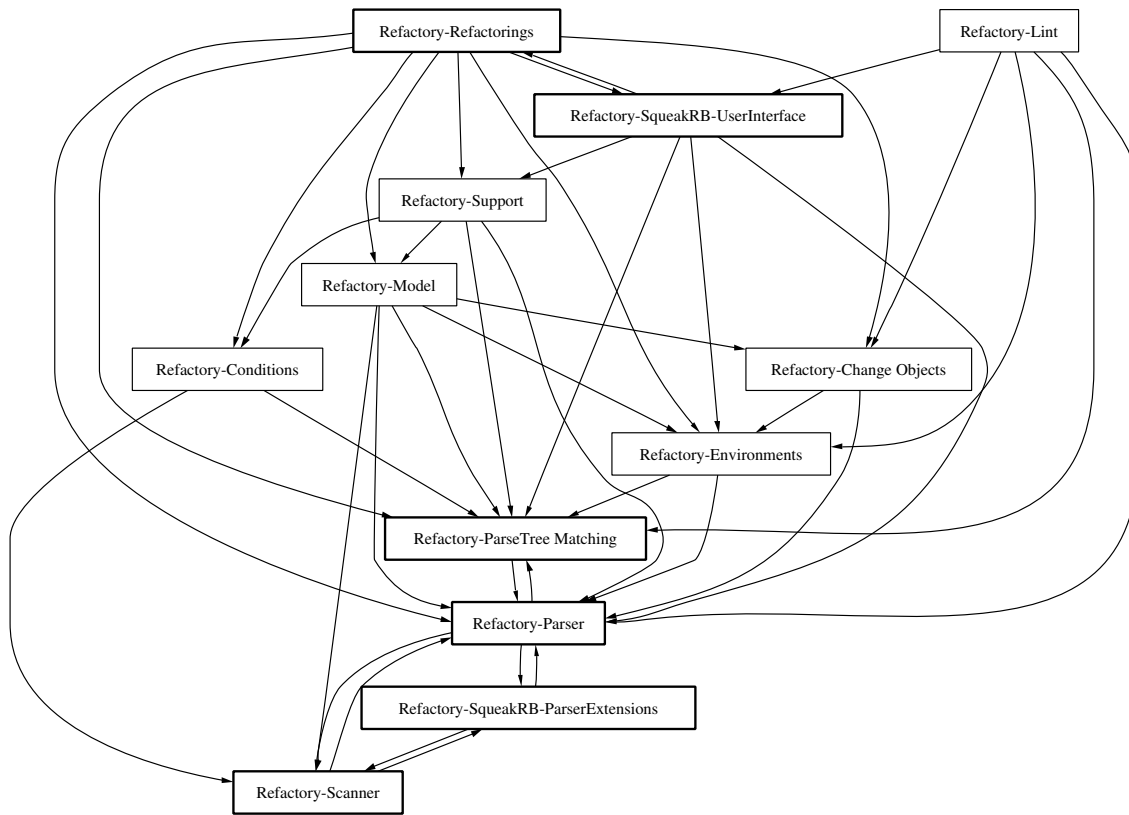 Refactory-Refactorings
Refactory-Lint
Refactory-SqueakRB-UserInterface
Refactory-Support
Refactory-Model
Refactory-Conditions
Refactory-Change Objects
Refactory-Environments
Refactory-ParseTree Matching
Refactory-Parser
Refactory-SqueakRB-ParserExtensions
Refactory-Scanner